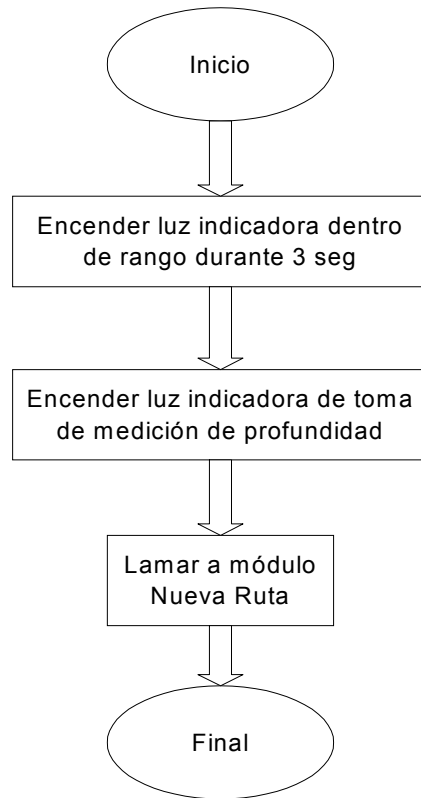 Inicio
Encender luz indicadora dentro
de rango durante 3 seg
Encender luz indicadora de toma
de medición de profundidad
Lamar a módulo
Nueva Ruta
Final